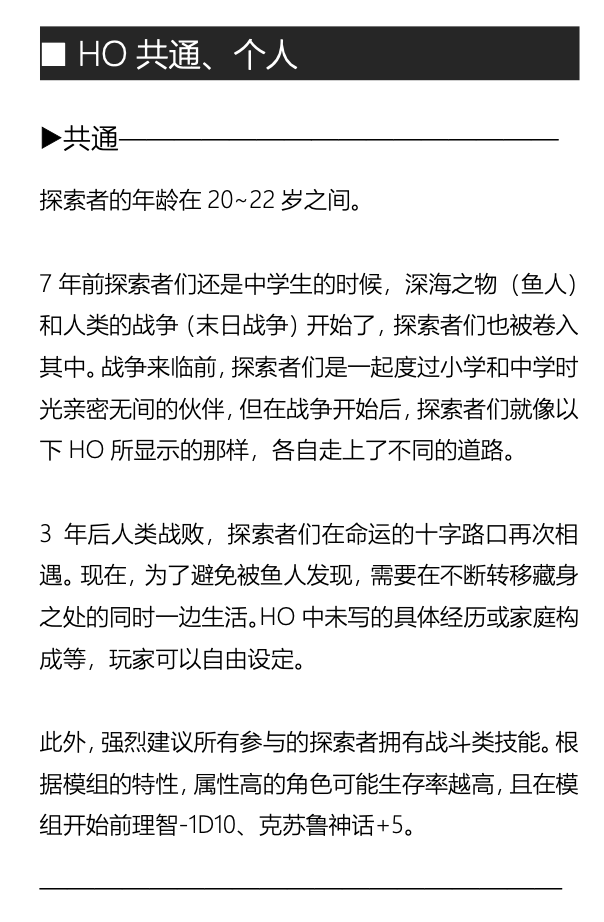 ■ HO 共通、个人
▶共通
探索者的年龄在 20~22 岁之间。
7 年前探索者们还是中学生的时候，深海之物（鱼人）
和人类的战争（末日战争）开始了，探索者们也被卷入
其中。战争来临前，探索者们是一起度过小学和中学时
光亲密无间的伙伴，但在战争开始后，探索者们就像以
下 HO 所显示的那样，各自走上了不同的道路。
3 年后人类战败，探索者们在命运的十字路口再次相
遇。现在，为了避免被鱼人发现，需要在不断转移藏身
之处的同时一边生活。HO 中未写的具体经历或家庭构
成等，玩家可以自由设定。
此外，强烈建议所有参与的探索者拥有战斗类技能。根
据模组的特性，属性高的角色可能生存率越高，且在模
组开始前理智-1D10、克苏鲁神话+5。